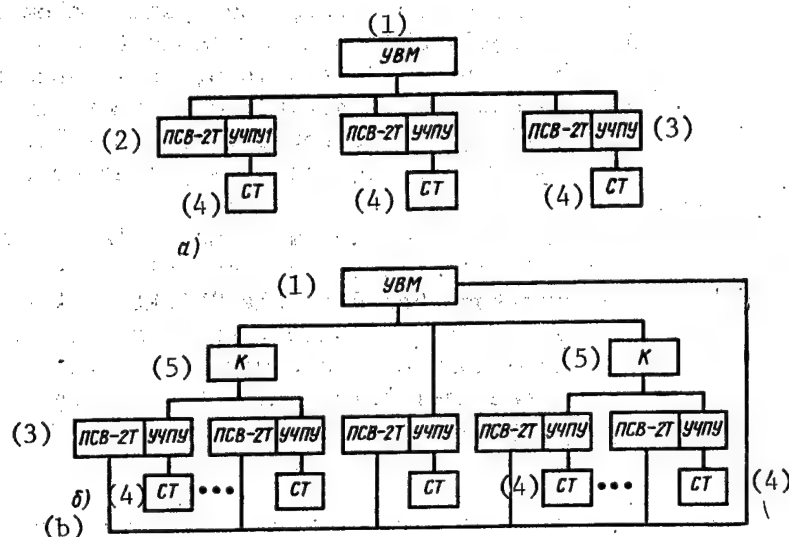 (1)
УВМ
(2) ПСВ-2Т УЧПУ1 ПСВ-2Т УЧПУ ПСВ-2Т УЧПУ (3)
(4) СТ (4) СТ (4) СТ
а)
(1) УВМ
(5) К (5) К
(3) ПСВ-2Т УЧПУ ПСВ-2Т УЧПУ ПСВ-2Т УЧПУ ПСВ-2Т УЧПУ ПСВ-2Т УЧПУ
б) (4) СТ ••• СТ СТ (4) СТ ••• СТ (4)
(b)